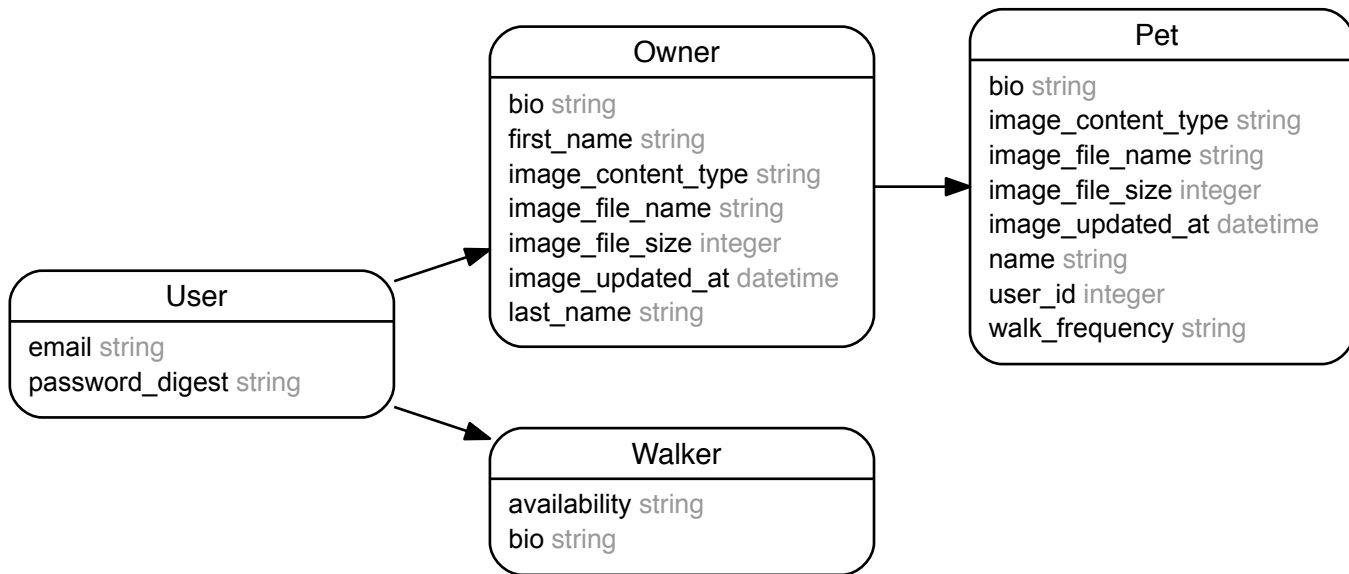 Owner
bio string
first_name string
image_content_type string
image_file_name string
image_file_size integer
image_updated_at datetime
last_name string
Pet
bio string
image_content_type string
image_file_name string
image_file_size integer
image_updated_at datetime
name string
user_id integer
walk_frequency string
User
email string
password_digest string
Walker
availability string
bio string